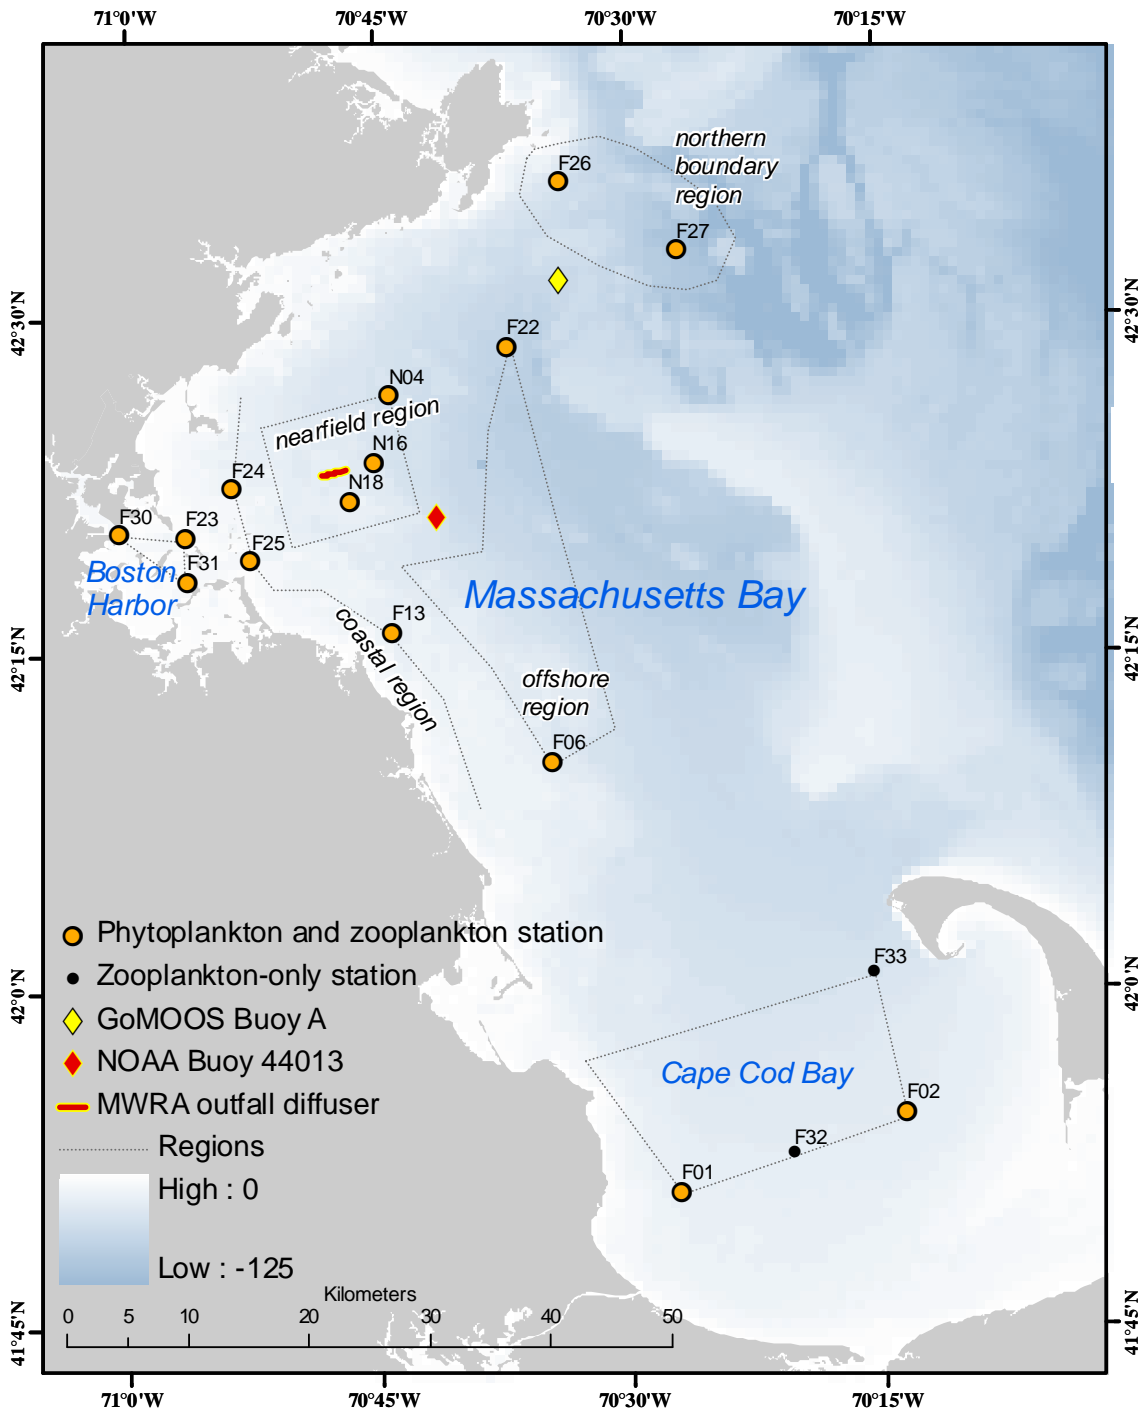 71°0'W
70°45'W
70°30'W
70°15'W
northern
boundary
region
F26
F27
42°30'N
42°30'N
F22
N04
nearfield region
N16
F24
N18
F30
F23
F25
F31
Boston
Harbor
Massachusetts Bay
F13
coastal region
42°15'N
42°15'N
offshore
region
F06
Phytoplankton and zooplankton station
Zooplankton-only station
F33
42°0'N
42°0'N
GoMOOS Buoy A
NOAA Buoy 44013
Cape Cod Bay
MWRA outfall diffuser
F02
Regions
F32
F01
High : 0
Low : -125
Kilometers
0 5 10 20 30 40 50
41°45'N
41°45'N
71°0'W
70°45'W
70°30'W
70°15'W